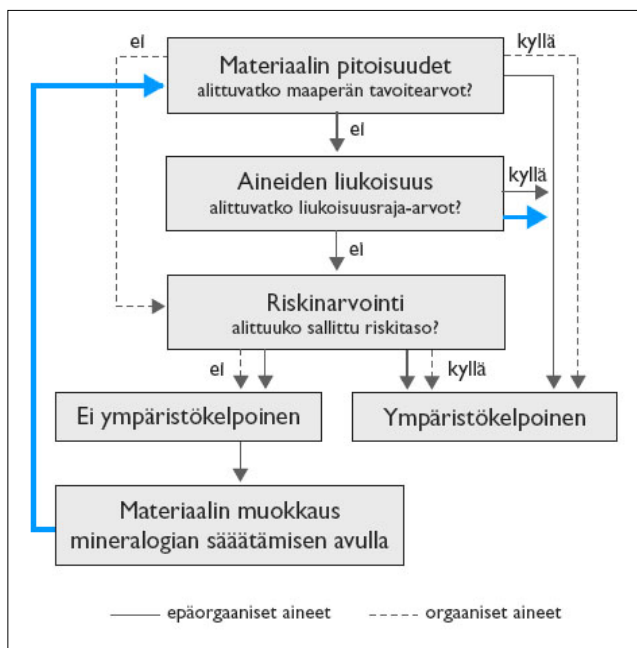 ei
kyllä
Materiaalin pitoisuudet
alittuvatko maaperän tavoitearvot?
ei
Aineiden liukoisuus
alittuvatko liukoisuusraja-arvot?
kyllä
ei
Riskinarvointi
alittuuko sallittu riskitaso?
ei
kyllä
Ei ympäristökelpoinen
Ympäristökelpoinen
Materiaalin muokkaus
mineralogian säätämisen avulla
epäorgaaniset aineet
orgaaniset aineet